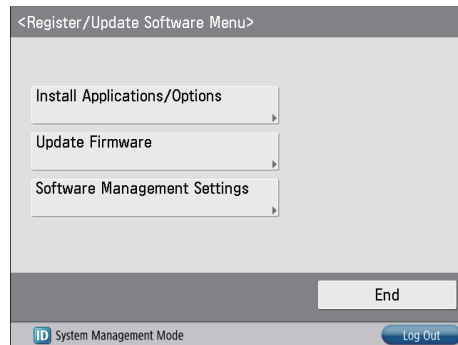 <Register/Update Software Menu>
Install Applications/Options
Update Firmware
Software Management Settings
End
ID System Management Mode
Log Out